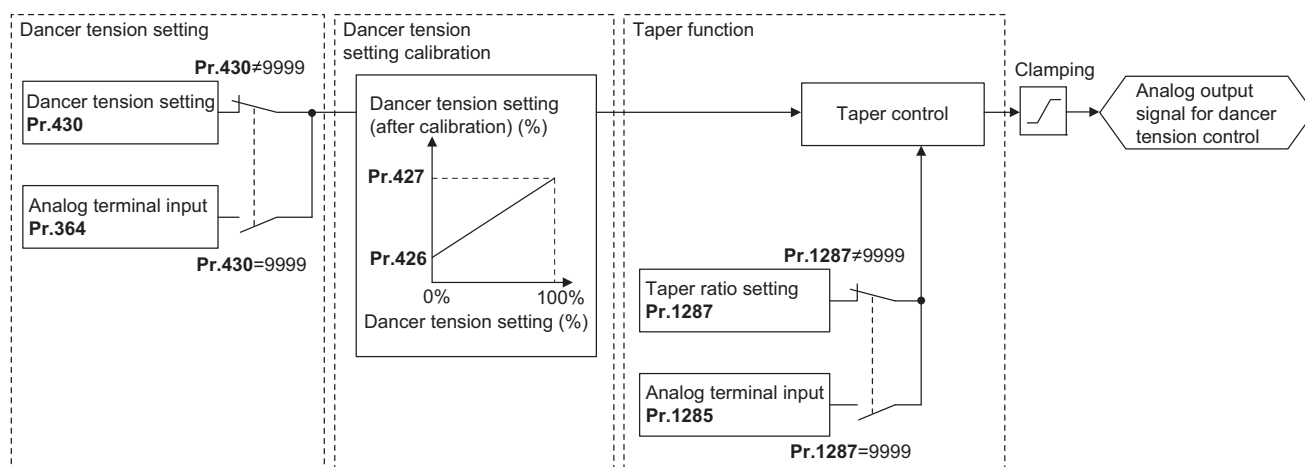 Dancer tension setting
Pr.430≠9999
Dancer tension setting
Pr.430
Analog terminal input
Pr.364
Pr.430=9999
Dancer tension
setting calibration
Dancer tension setting
(after calibration) (%)
Pr.427
Pr.426
0%
100%
Dancer tension setting (%)
Taper function
Taper control
Pr.1287≠9999
Taper ratio setting
Pr.1287
Analog terminal input
Pr.1285
Pr.1287=9999
Clamping
Analog output
signal for dancer
tension control